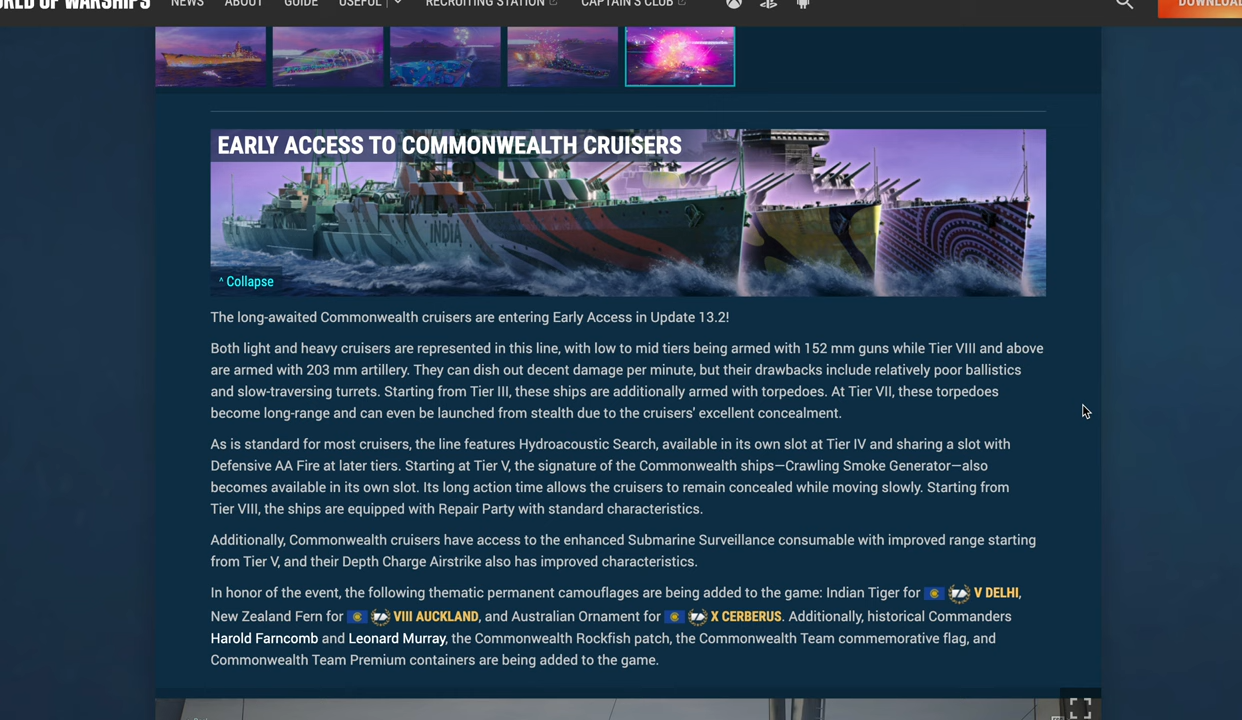 WORLD OF WARSHIPS NEWS ABOUT GUIDE USEFUL RECRUITING STATION CAPTAIN'S CLUB DOWNLOAD
EARLY ACCESS TO COMMONWEALTH CRUISERS
INDIA
^ Collapse
The long-awaited Commonwealth cruisers are entering Early Access in Update 13.2!
Both light and heavy cruisers are represented in this line, with low to mid tiers being armed with 152 mm guns while Tier VIII and above
are armed with 203 mm artillery. They can dish out decent damage per minute, but their drawbacks include relatively poor ballistics
and slow-traversing turrets. Starting from Tier III, these ships are additionally armed with torpedoes. At Tier VII, these torpedoes
become long-range and can even be launched from stealth due to the cruisers' excellent concealment.
As is standard for most cruisers, the line features Hydroacoustic Search, available in its own slot at Tier IV and sharing a slot with
Defensive AA Fire at later tiers. Starting at Tier V, the signature of the Commonwealth ships—Crawling Smoke Generator—also
becomes available in its own slot. Its long action time allows the cruisers to remain concealed while moving slowly. Starting from
Tier VIII, the ships are equipped with Repair Party with standard characteristics.
Additionally, Commonwealth cruisers have access to the enhanced Submarine Surveillance consumable with improved range starting
from Tier V, and their Depth Charge Airstrike also has improved characteristics.
In honor of the event, the following thematic permanent camouflages are being added to the game: Indian Tiger for V DELHI,
New Zealand Fern for VIII AUCKLAND, and Australian Ornament for X CERBERUS. Additionally, historical Commanders
Harold Farncomb and Leonard Murray, the Commonwealth Rockfish patch, the Commonwealth Team commemorative flag, and
Commonwealth Team Premium containers are being added to the game.